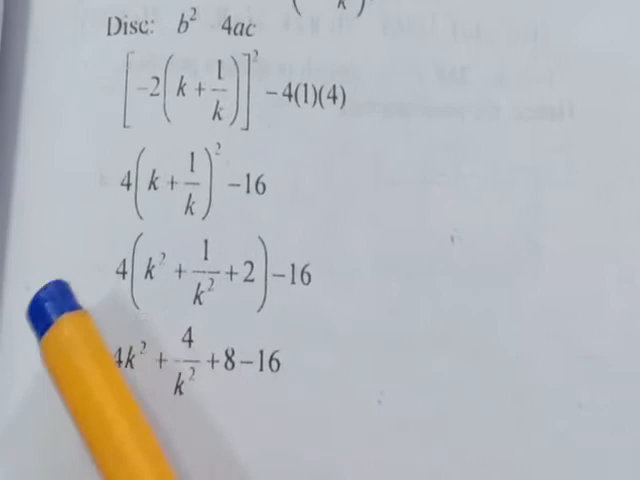 Disc: b² 4ac
[-2(k + 1/k)]² - 4(1)(4)
4(k + 1/k)² - 16
4(k² + 1/k² + 2) - 16
4k² + 4/k² + 8 - 16